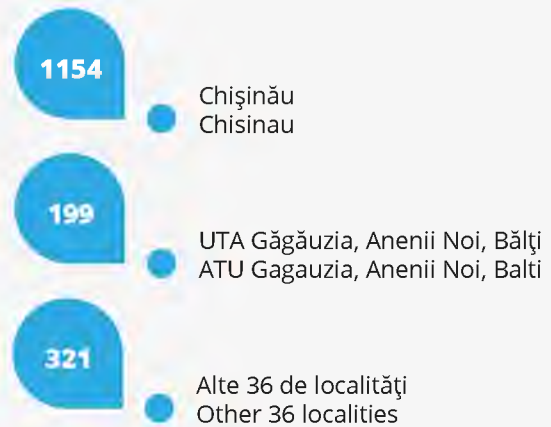 1154
Chişinău
Chisinau
199
UTA Găgăuzia, Anenii Noi, Bălţi
ATU Gagauzia, Anenii Noi, Balti
321
Alte 36 de localităţi
Other 36 localities